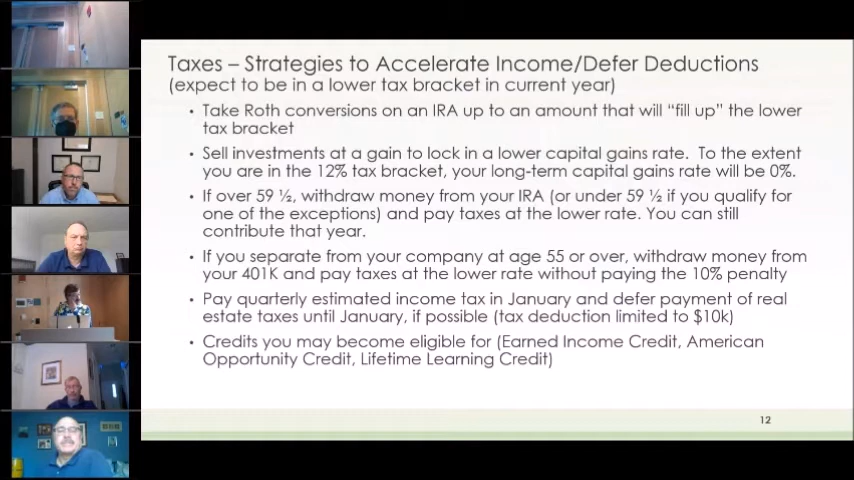 Taxes – Strategies to Accelerate Income/Defer Deductions
(expect to be in a lower tax bracket in current year)
• Take Roth conversions on an IRA up to an amount that will “fill up” the lower
tax bracket
• Sell investments at a gain to lock in a lower capital gains rate. To the extent
you are in the 12% tax bracket, your long-term capital gains rate will be 0%.
• If over 59 ½, withdraw money from your IRA (or under 59 ½ if you qualify for
one of the exceptions) and pay taxes at the lower rate. You can still
contribute that year.
• If you separate from your company at age 55 or over, withdraw money from
your 401K and pay taxes at the lower rate without paying the 10% penalty
• Pay quarterly estimated income tax in January and defer payment of real
estate taxes until January, if possible (tax deduction limited to $10k)
• Credits you may become eligible for (Earned Income Credit, American
Opportunity Credit, Lifetime Learning Credit)
12